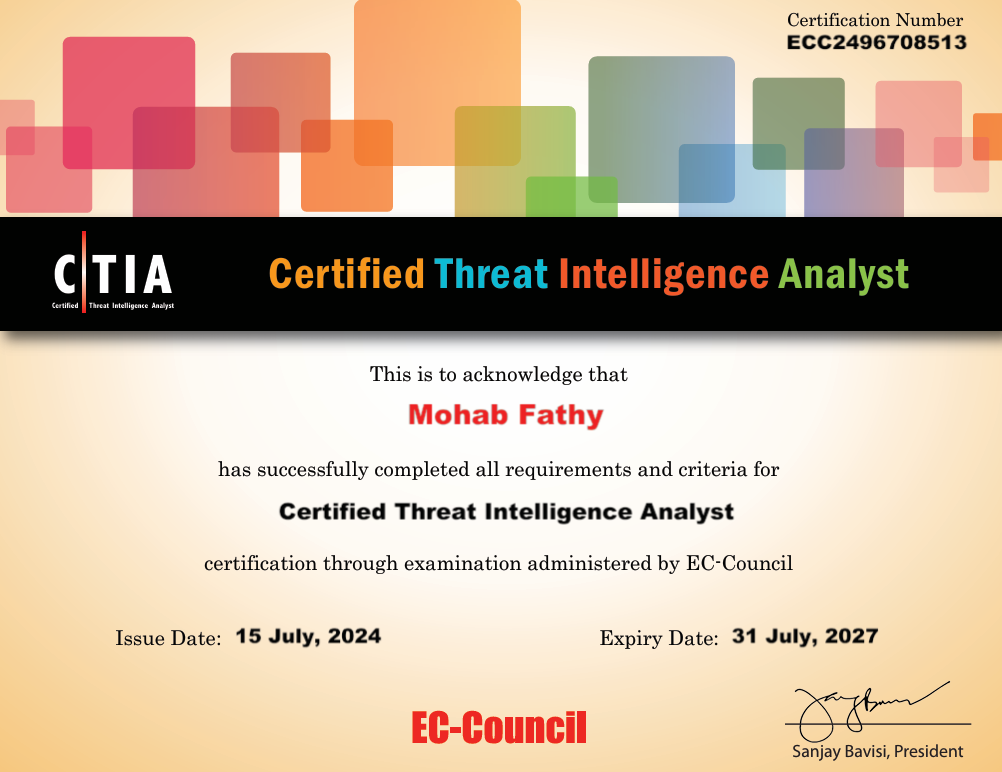 Certification Number
ECC2496708513
CTIA
Certified Threat Intelligence Analyst
Certified Threat Intelligence Analyst
This is to acknowledge that
Mohab Fathy
has successfully completed all requirements and criteria for
Certified Threat Intelligence Analyst
certification through examination administered by EC-Council
Issue Date: 15 July, 2024
Expiry Date: 31 July, 2027
EC-Council
Sanjay Bavisi, President